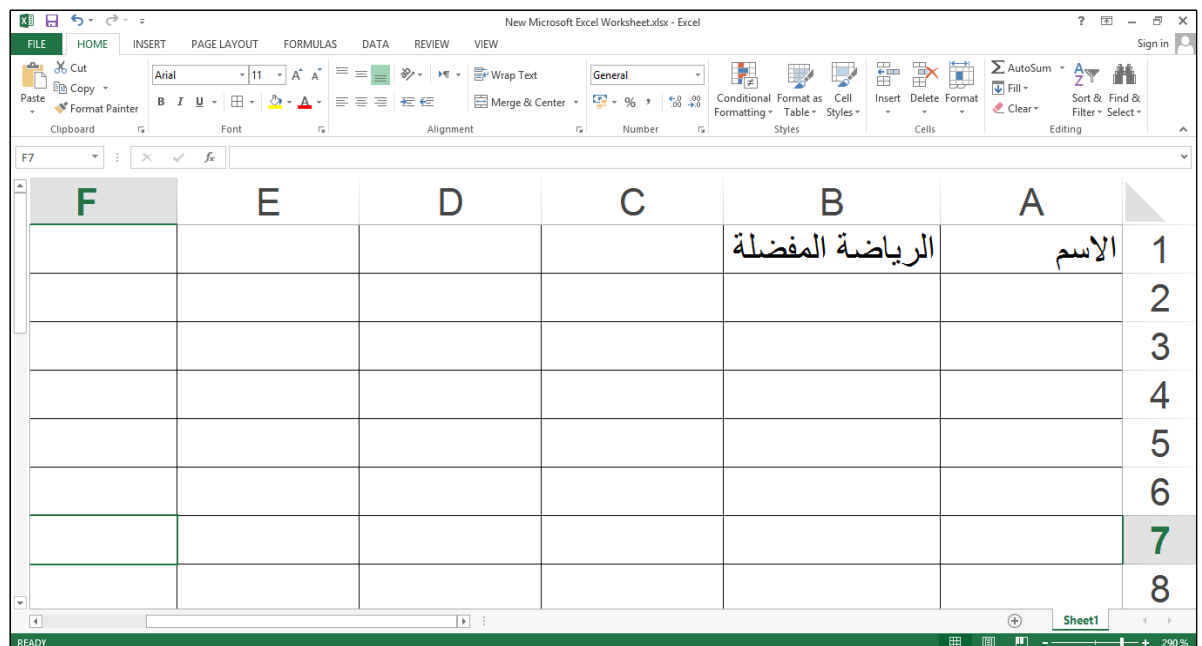 New Microsoft Excel Worksheet.xlsx - Excel
FILE HOME INSERT PAGE LAYOUT FORMULAS DATA REVIEW VIEW Sign in
Paste
Cut
Copy
Format Painter
Clipboard
Arial 11
B I U
Font
Wrap Text
Merge & Center
Alignment
General
% ,
Number
Conditional Formatting
Format as Table
Cell Styles
Styles
Insert Delete Format
Cells
AutoSum
Fill
Clear
Sort & Filter
Find & Select
Editing
F7 fx
F E D C B A
الاسم الرياضة المفضلة
1
2
3
4
5
6
7
8
Sheet1
READY 290 %